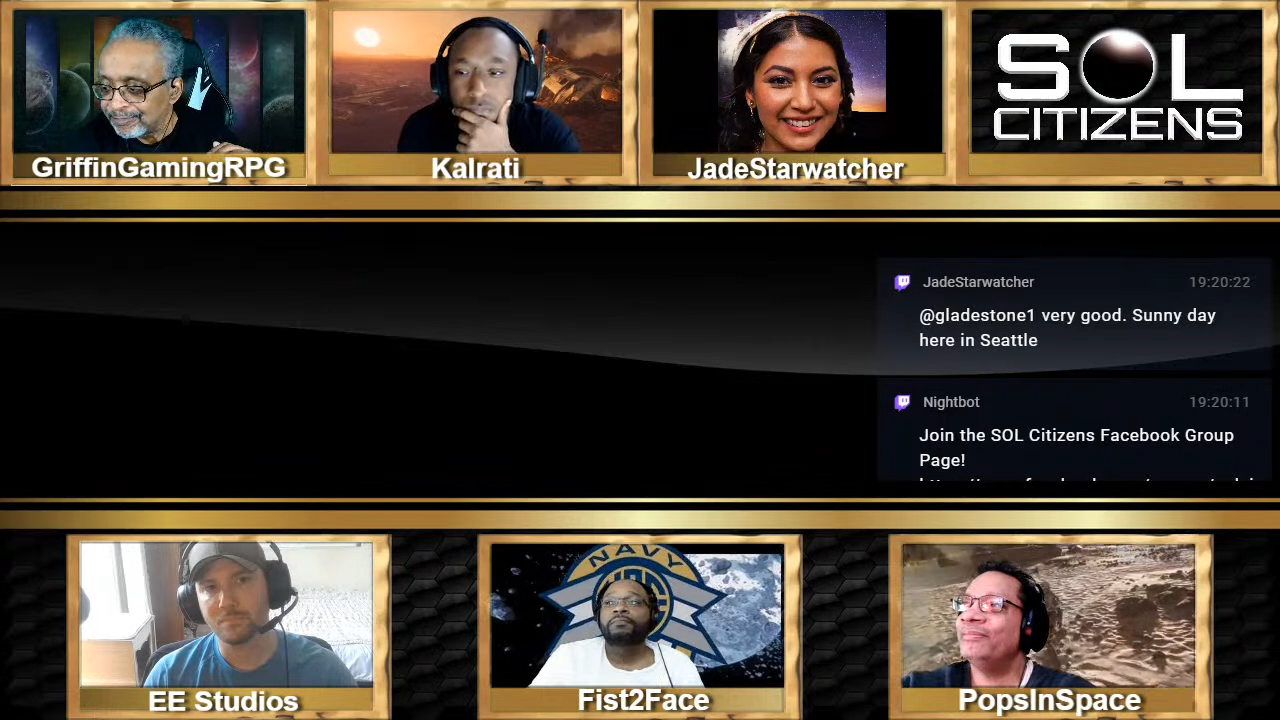 SOL
CITIZENS
GriffinGamingRPG
Kalrati
JadeStarwatcher
JadeStarwatcher 19:20:22
@gladestone1 very good. Sunny day
here in Seattle
Nightbot 19:20:11
Join the SOL Citizens Facebook Group
Page!
NAVY
EE Studios
Fist2Face
PopsInSpace